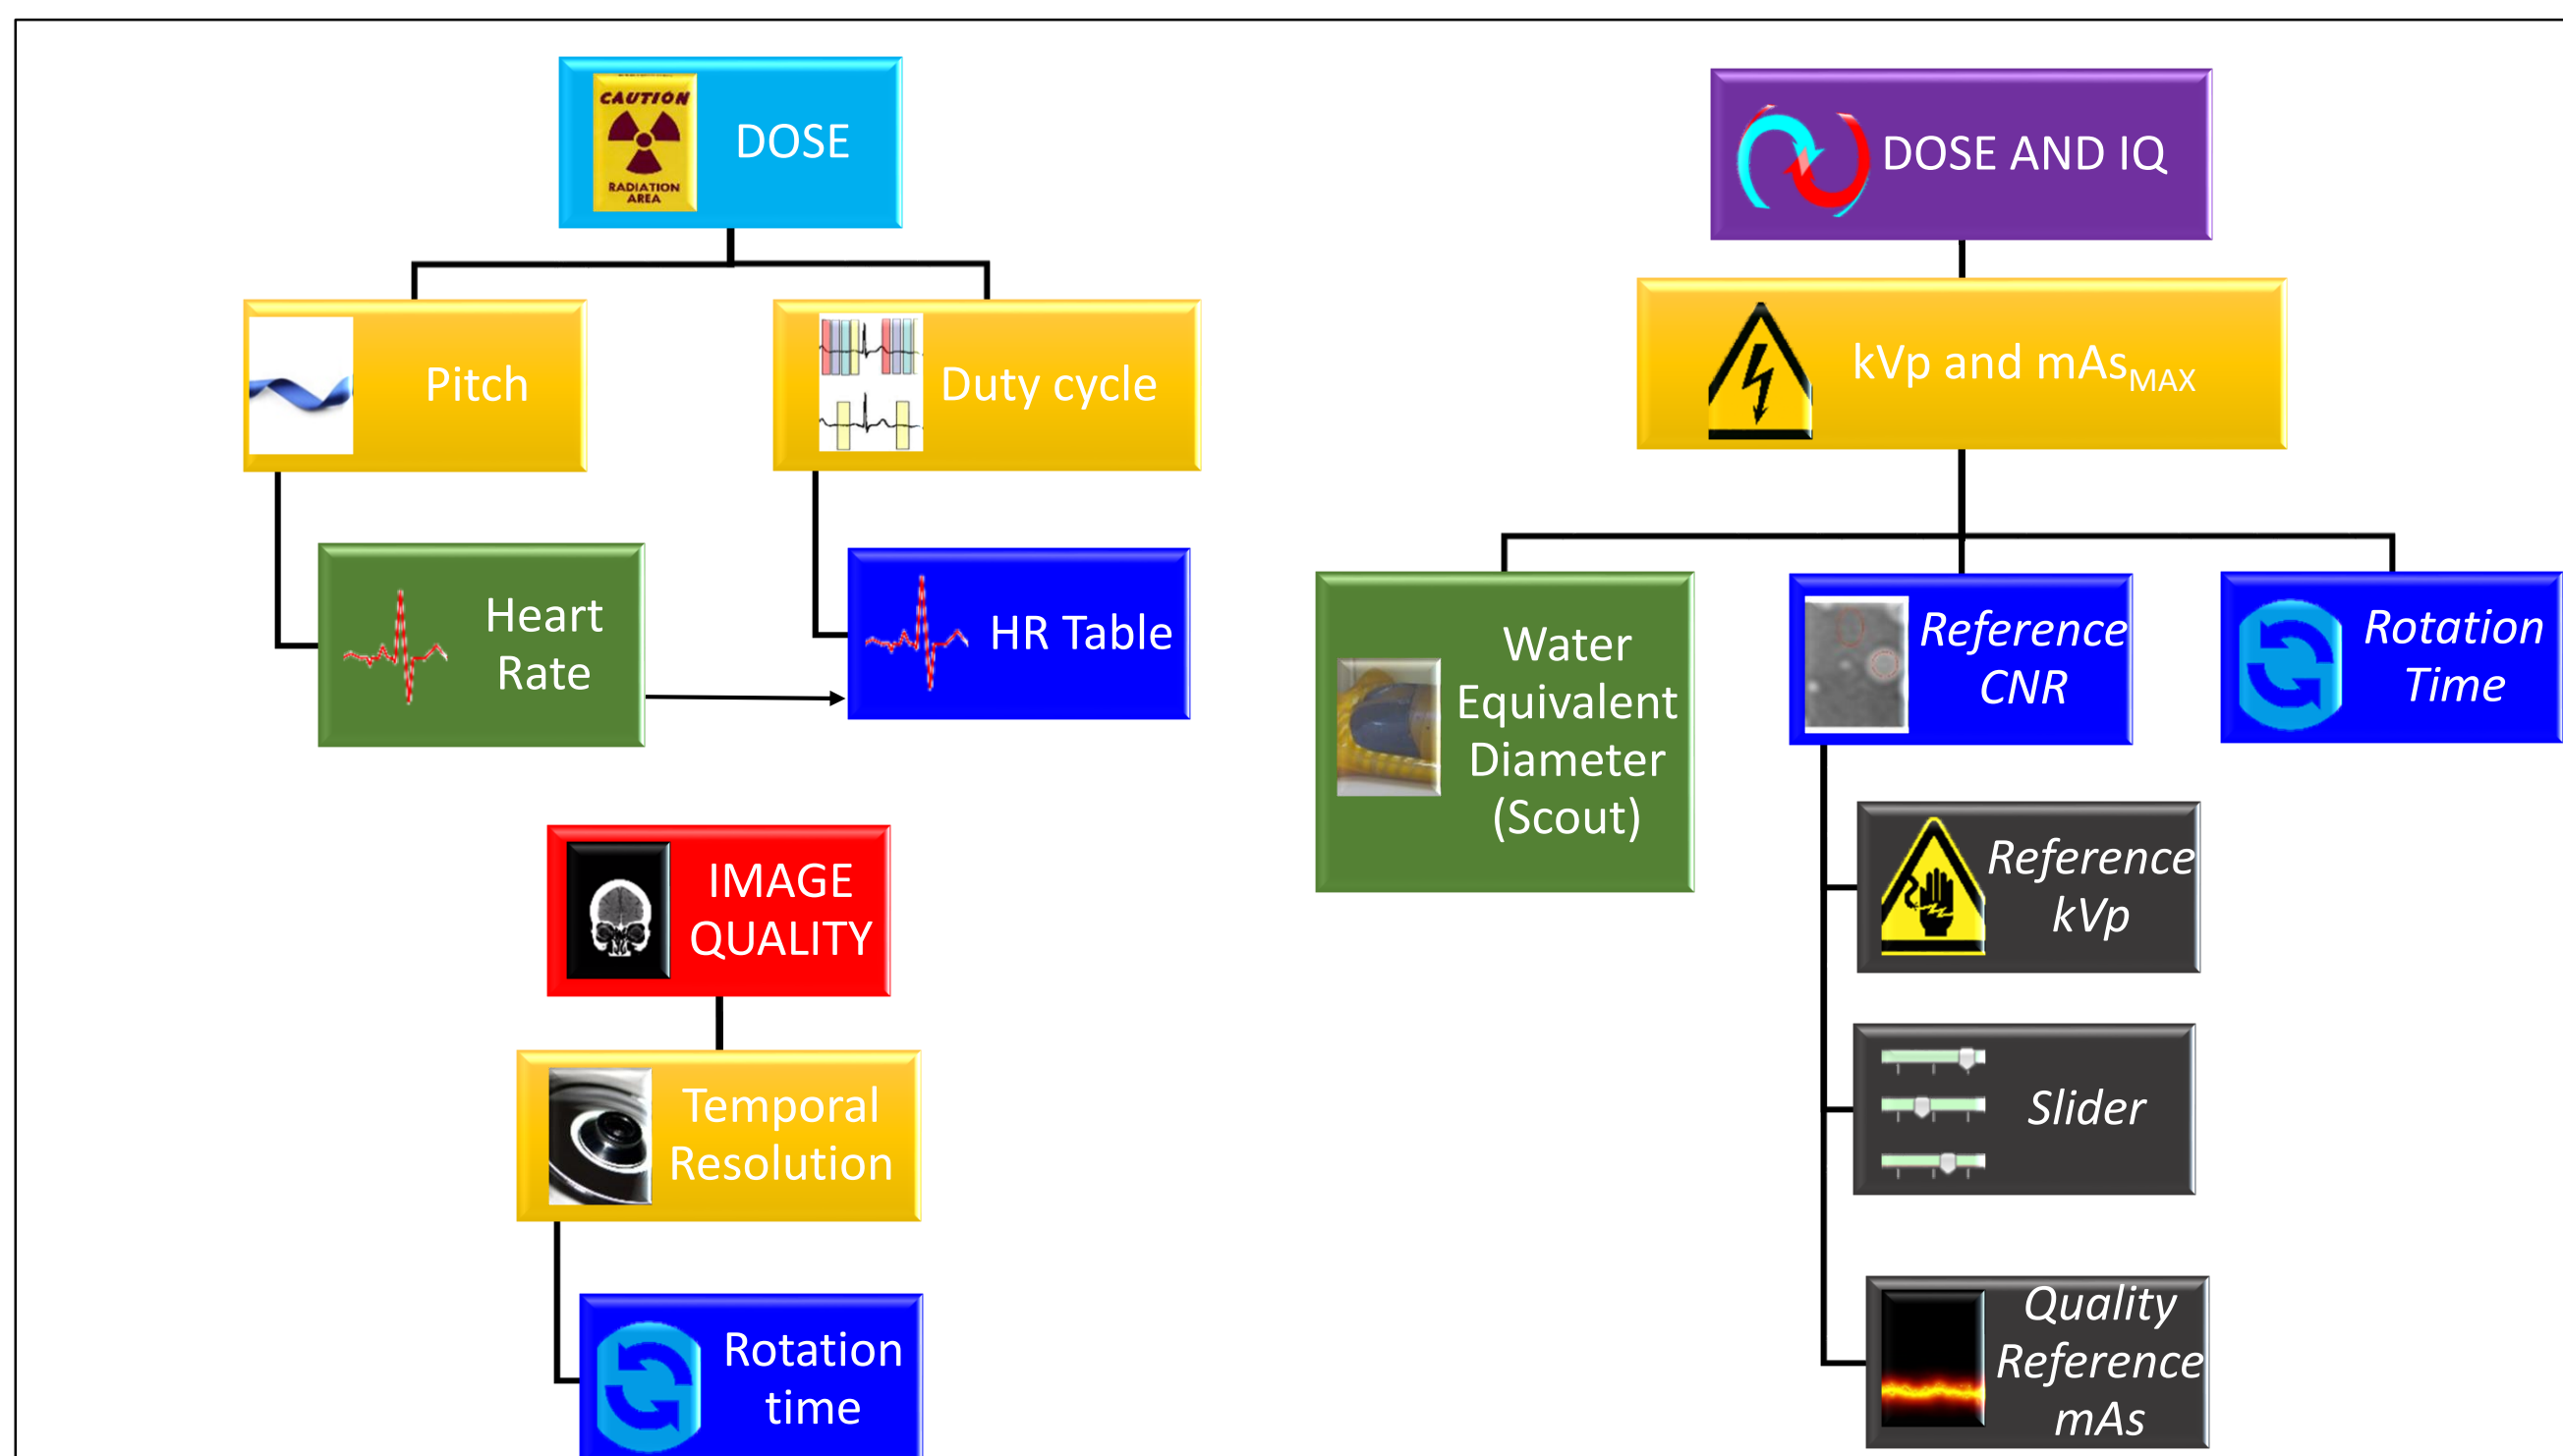 CAUTION
RADIATION
AREA
DOSE
DOSE AND IQ
Pitch
Duty cycle
kVp and mAsMAX
Heart
Rate
HR Table
Water
Equivalent
Diameter
(Scout)
Reference
CNR
Rotation
Time
IMAGE
QUALITY
Reference
kVp
Temporal
Resolution
Slider
Rotation
time
Quality
Reference
mAs